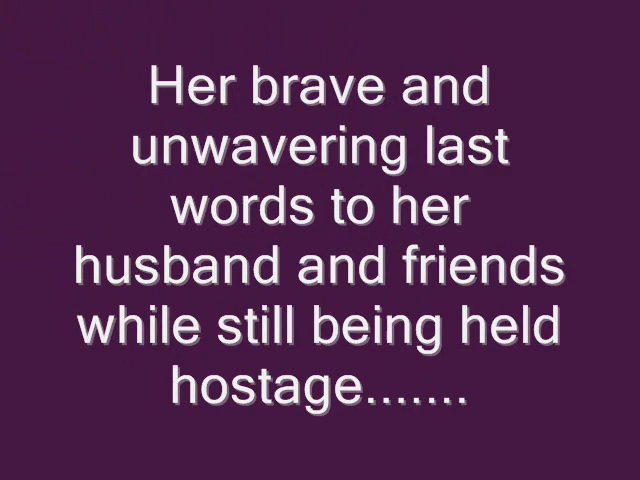 Her brave and
unwavering last
words to her
husband and friends
while still being held
hostage.......